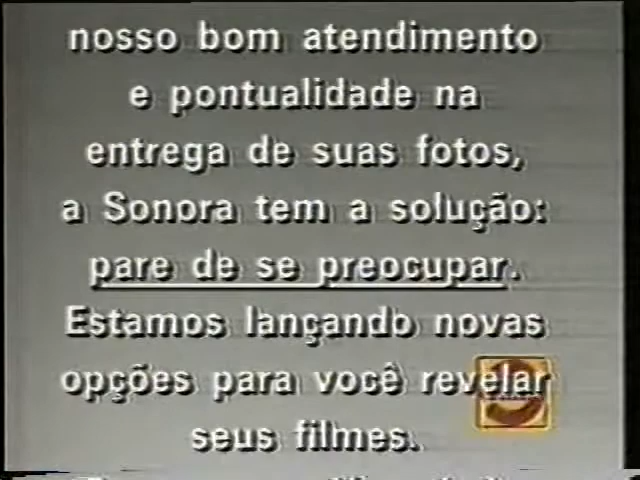 nosso bom atendimento
e pontualidade na
entrega de suas fotos,
a Sonora tem a solução:
pare de se preocupar.
Estamos lançando novas
opções para você revelar
seus filmes.